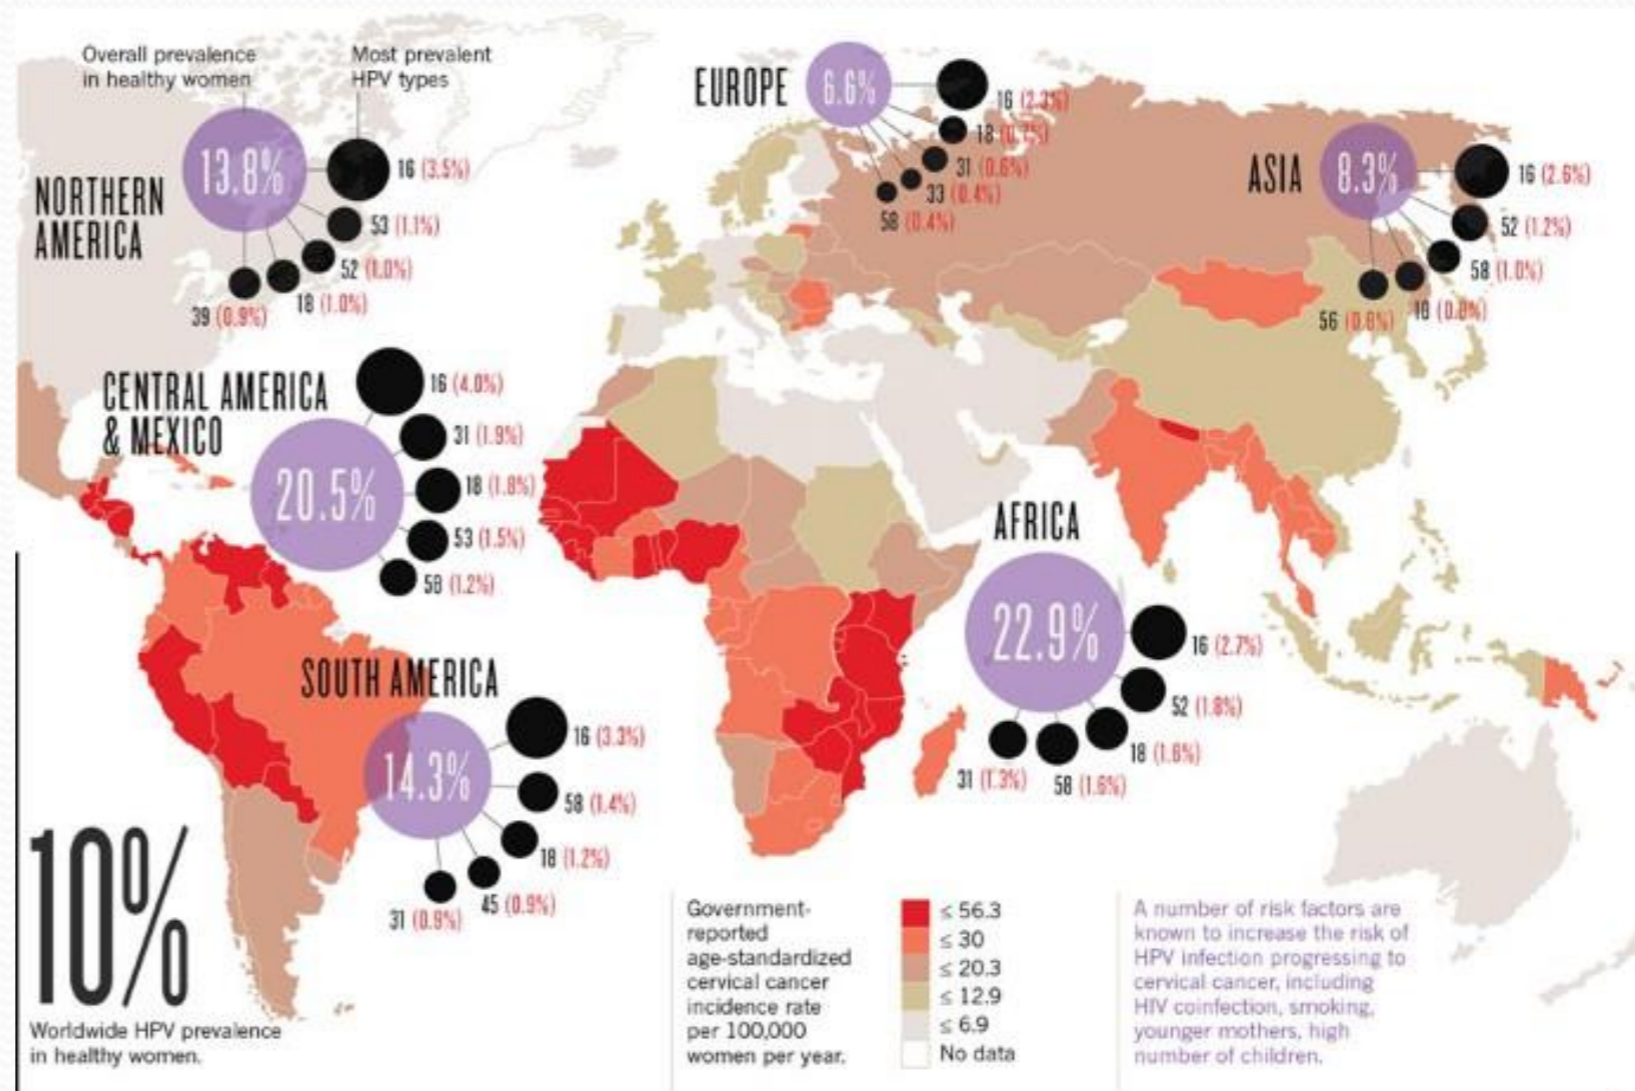 Overall prevalence
in healthy women
Most prevalent
HPV types
NORTHERN
AMERICA
13.8%
16 (3.5%)
53 (1.1%)
52 (1.0%)
18 (1.0%)
39 (0.9%)
EUROPE
6.6%
16 (2.3%)
18 (0.7%)
31 (0.6%)
33 (0.4%)
58 (0.4%)
ASIA
8.3%
16 (2.6%)
52 (1.2%)
58 (1.0%)
18 (0.8%)
56 (0.8%)
CENTRAL AMERICA
& MEXICO
20.5%
16 (4.0%)
31 (1.9%)
18 (1.8%)
53 (1.5%)
58 (1.2%)
AFRICA
22.9%
16 (2.7%)
52 (1.8%)
18 (1.6%)
58 (1.6%)
31 (1.3%)
SOUTH AMERICA
14.3%
16 (3.3%)
58 (1.4%)
18 (1.2%)
45 (0.9%)
31 (0.9%)
10%
Worldwide HPV prevalence
in healthy women.
Government-
reported
age-standardized
cervical cancer
incidence rate
per 100,000
women per year.
≤ 56.3
≤ 30
≤ 20.3
≤ 12.9
≤ 6.9
No data
A number of risk factors are
known to increase the risk of
HPV infection progressing to
cervical cancer, including
HIV coinfection, smoking,
younger mothers, high
number of children.